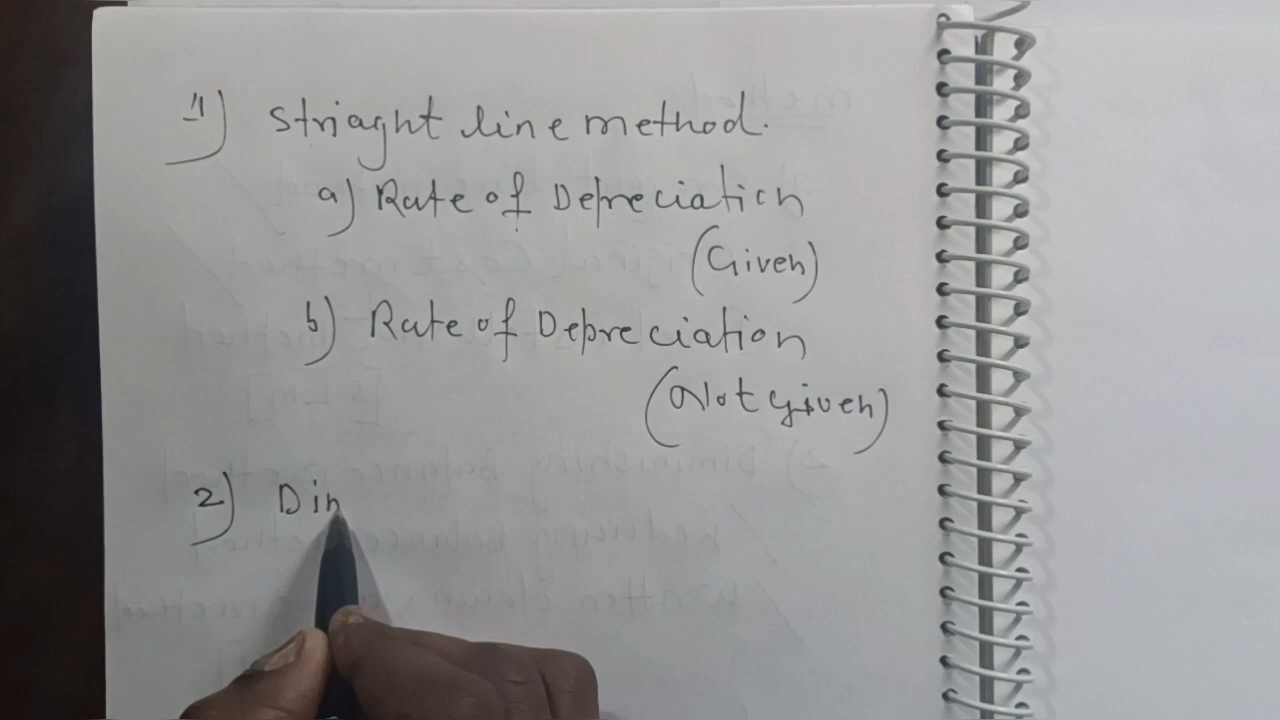 1) Striaght line method.
a) Rate of Depreciation
(Given)
b) Rate of Depreciation
(Not given)
2) Din